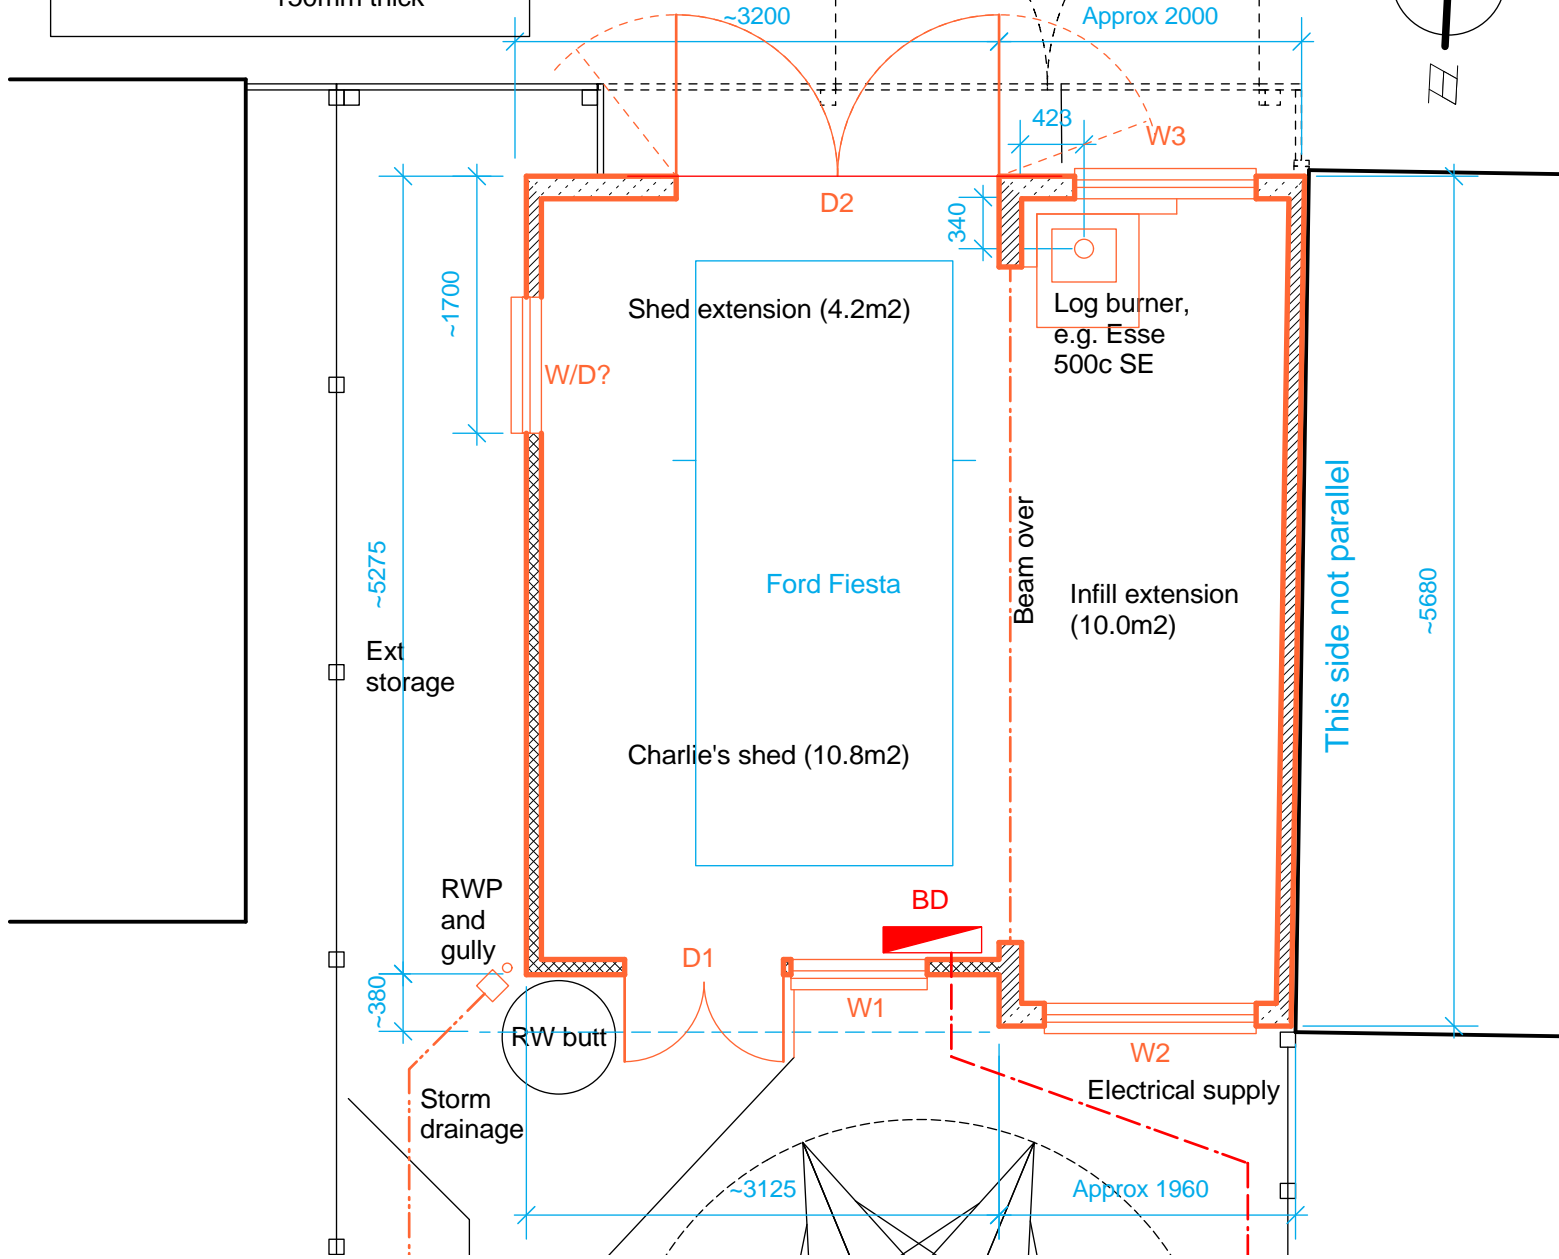 150mm thick
~3200
Approx 2000
423
W3
D2
340
~1700
Shed extension (4.2m2)
Log burner,
e.g. Esse
500c SE
W/D?
This side not parallel
Beam over
~5275
Ford Fiesta
Infill extension
(10.0m2)
~5680
Ext
storage
Charlie's shed (10.8m2)
RWP
and
gully
BD
D1
~380
W1
RW butt
W2
Electrical supply
Storm
drainage
~3125
Approx 1960